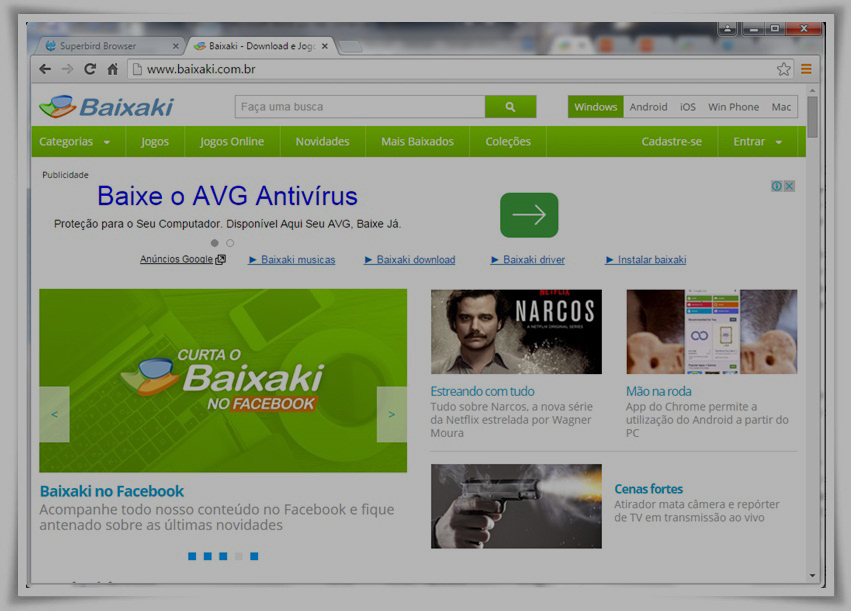 Superbird Browser
Baixaki - Download e Jogo
www.baixaki.com.br
Baixaki
Faça uma busca
Windows Android iOS Win Phone Mac
Categorias Jogos Jogos Online Novidades Mais Baixados Coleções Cadastre-se Entrar
Publicidade
Baixe o AVG Antivírus
Proteção para o Seu Computador. Disponível Aqui Seu AVG, Baixe Já.
Anúncios Google ► Baixaki musicas ► Baixaki download ► Baixaki driver ► Instalar baixaki
CURTA O
Baixaki
NO FACEBOOK
<
>
Baixaki no Facebook
Acompanhe todo nosso conteúdo no Facebook e fique
antenado sobre as últimas novidades
NETFLIX
NARCOS
A NETFLIX ORIGINAL SERIES
Estreando com tudo
Tudo sobre Narcos, a nova série
da Netflix estrelada por Wagner
Moura
Mão na roda
App do Chrome permite a
utilização do Android a partir do
PC
Cenas fortes
Atirador mata câmera e repórter
de TV em transmissão ao vivo